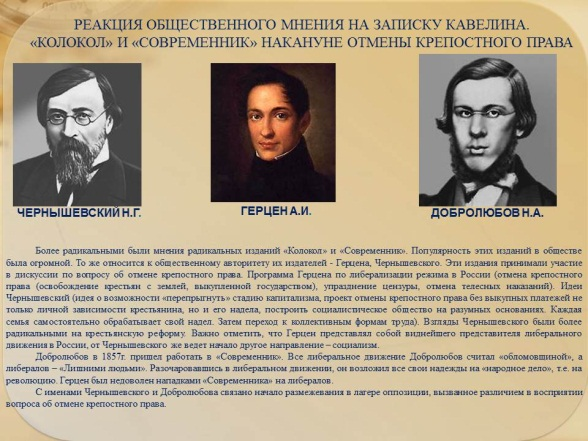 РЕАКЦИЯ ОБЩЕСТВЕННОГО МНЕНИЯ НА ЗАПИСКУ КАВЕЛИНА.
«КОЛОКОЛ» И «СОВРЕМЕННИК» НАКАНУНЕ ОТМЕНЫ КРЕПОСТНОГО ПРАВА
ЧЕРНЫШЕВСКИЙ Н.Г.
ГЕРЦЕН А.И.
ДОБРОЛЮБОВ Н.А.
Более радикальными были мнения радикальных изданий «Колокол» и «Современник». Популярность этих изданий в обществе
была огромной. То же относится к общественному авторитету их издателей - Герцена, Чернышевского. Эти издания принимали участие
в дискуссии по вопросу об отмене крепостного права. Программа Герцена по либерализации режима в России (отмена крепостного
права (освобождение крестьян с землей, выкупленной государством), упразднение цензуры, отмена телесных наказаний). Идеи
Чернышевский (идея о возможности «перепрыгнуть» стадию капитализма, проект отмены крепостного права без выкупных платежей не
только личной зависимости крестьянино, но и его надела, построить социалистическое общество на разумных основаниях. Каждая
семья самостоятельно обрабатывает свой надел. Затем переход к коллективным формам труда). Взгляды Чернышевского были более
радикальными на крестьянскую реформу. Важно отметить, что Герцен представлял собой виднейшего представителя либерального
движения в России, от Чернышевского же ведет начало другое направление – социализм.
Добролюбов в 1857г. пришел работать в «Современник». Все либеральное движение Добролюбов считал «обломовщиной», а
либералов – «Лишними людьми». Разочаровавшись в либеральном движении, он возложил все свои надежды на «народное дело», т.е. на
революцию. Герцен был недоволен нападками «Современника» на либералов.
С именами Чернышевского и Добролюбова связано начало размежевания в лагере оппозиции, вызванное различием в восприятии
вопроса об отмене крепостного права.